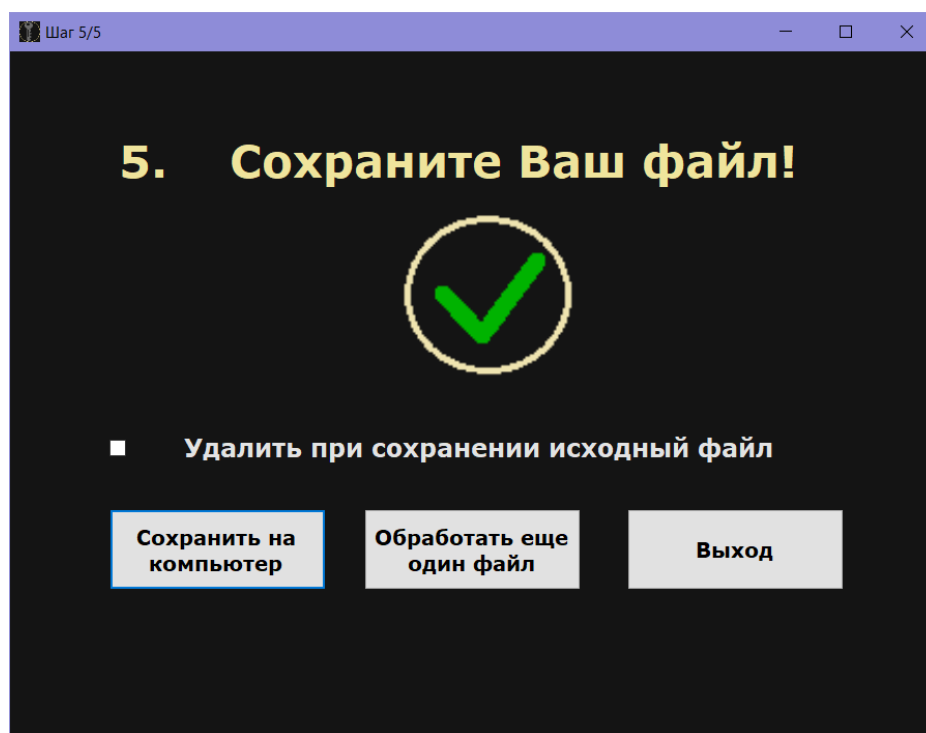 Шаг 5/5
5. Сохраните Ваш файл!
Удалить при сохранении исходный файл
Сохранить на
компьютер
Обработать еще
один файл
Выход